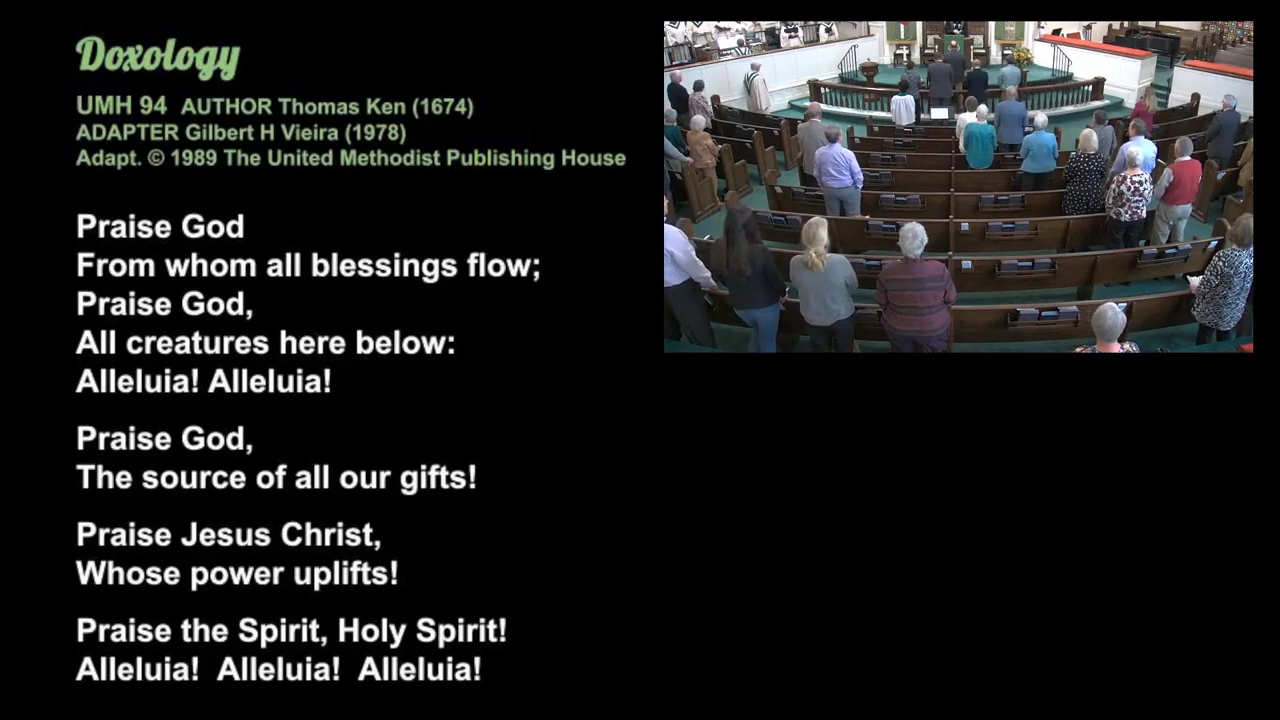 Doxology
UMH 94 AUTHOR Thomas Ken (1674)
ADAPTER Gilbert H Vieira (1978)
Adapt. © 1989 The United Methodist Publishing House
Praise God
From whom all blessings flow;
Praise God,
All creatures here below:
Alleluia! Alleluia!
Praise God,
The source of all our gifts!
Praise Jesus Christ,
Whose power uplifts!
Praise the Spirit, Holy Spirit!
Alleluia! Alleluia! Alleluia!